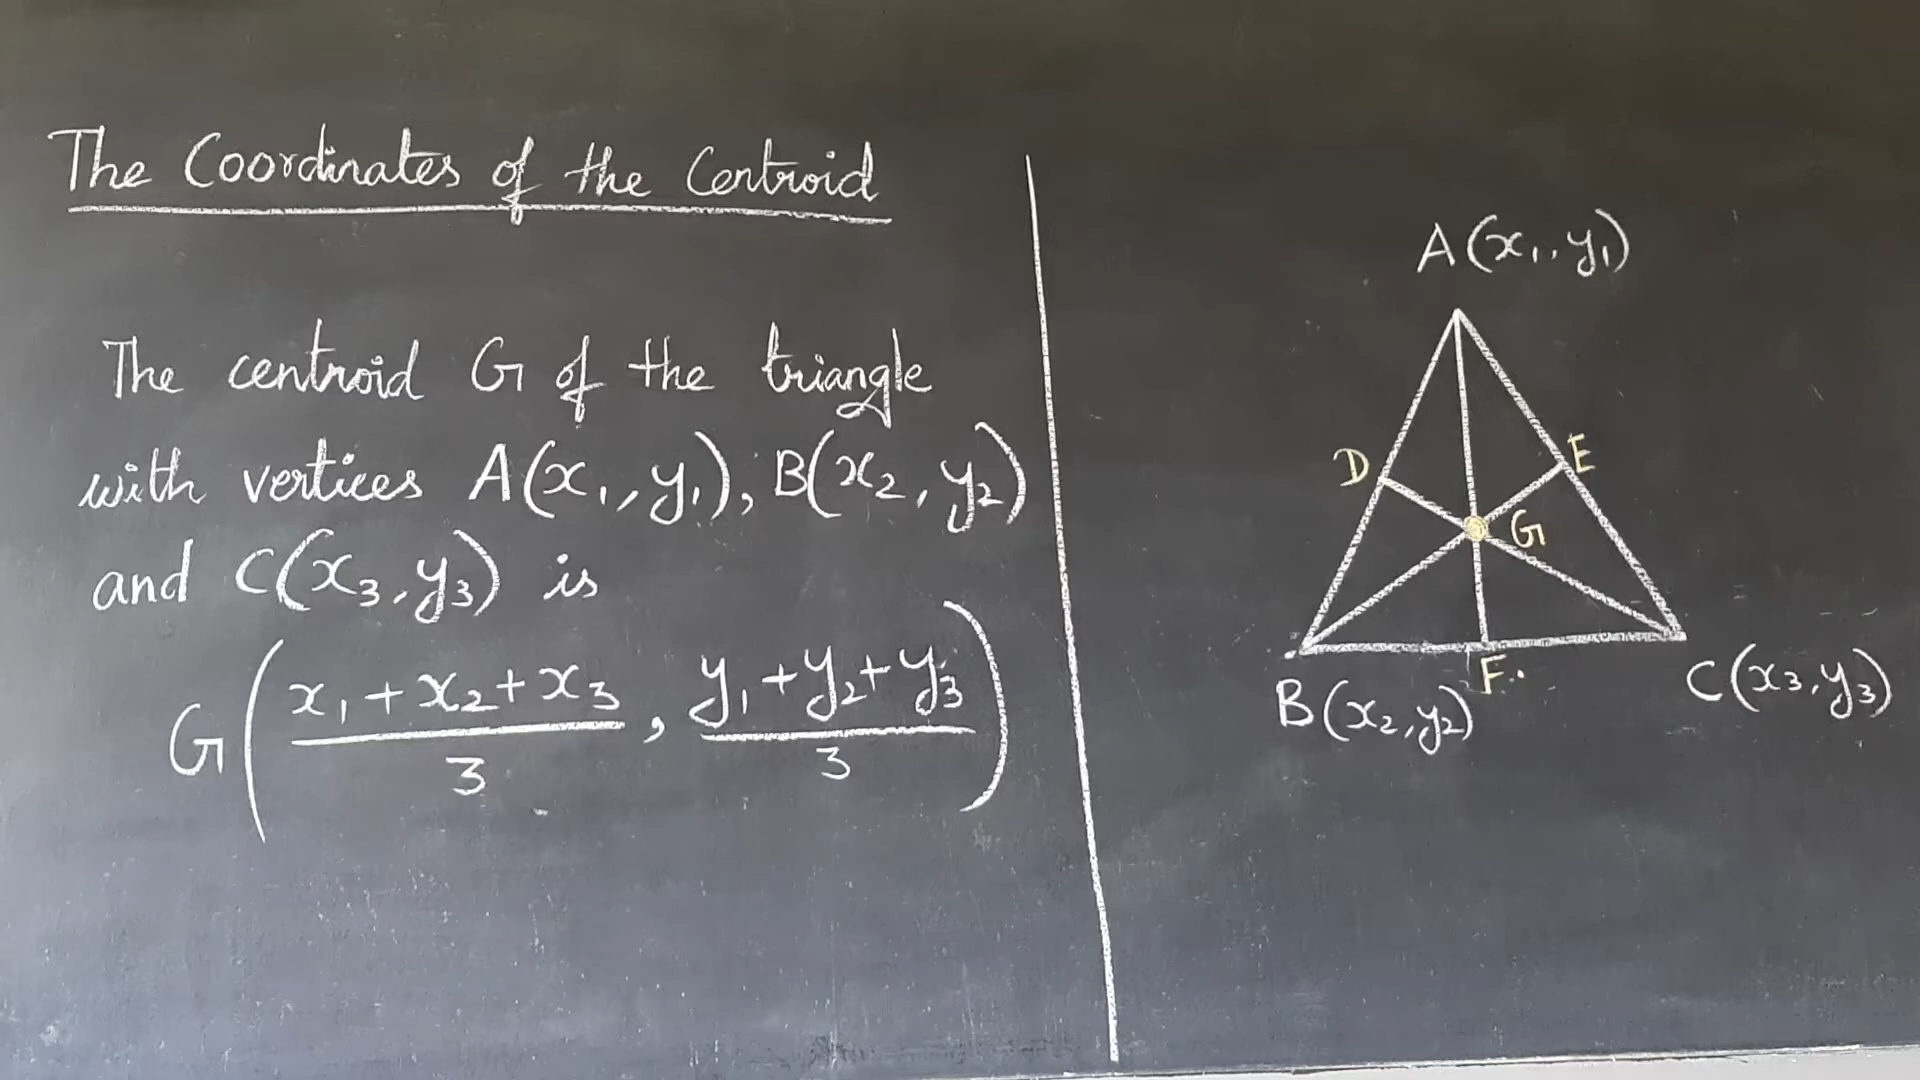 The Coordinates of the Centroid
The centroid G of the triangle
with vertices A(x₁, y₁), B(x₂, y₂)
and C(x₃, y₃) is
G(x₁+x₂+x₃/3, y₁+y₂+y₃/3)
A(x₁, y₁)
D
E
G
F
B(x₂, y₂)
C(x₃, y₃)